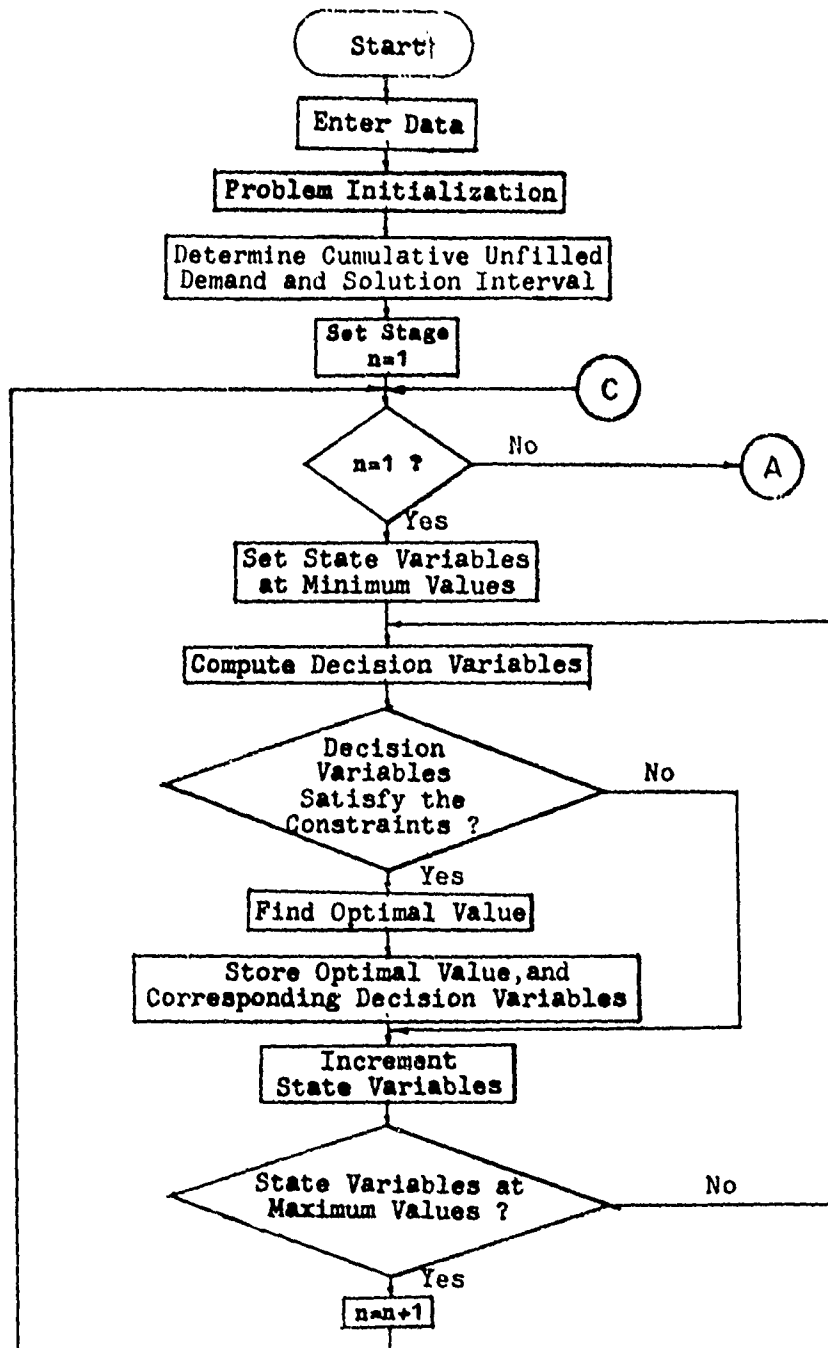 Start
Enter Data
Problem Initialization
Determine Cumulative Unfilled
Demand and Solution Interval
Set Stage
n=1
C
n=1 ?
No
A
Yes
Set State Variables
at Minimum Values
Compute Decision Variables
Decision
Variables
Satisfy the
Constraints ?
No
Yes
Find Optimal Value
Store Optimal Value,and
Corresponding Decision Variables
Increment
State Variables
State Variables at
Maximum Values ?
No
Yes
n=n+1